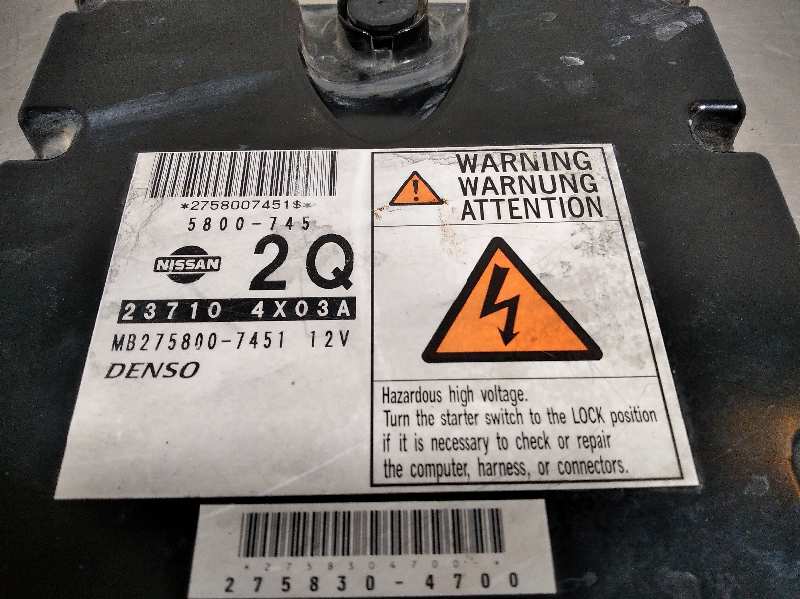 *2758007451$*
5800-745
NISSAN
2Q
23710 4X03A
MB275800-7451 12V
DENSO
WARNING
WARNUNG
ATTENTION
Hazardous high voltage.
Turn the starter switch to the LOCK position
if it is necessary to check or repair
the computer, harness, or connectors.
*2758304700*
275830-4700